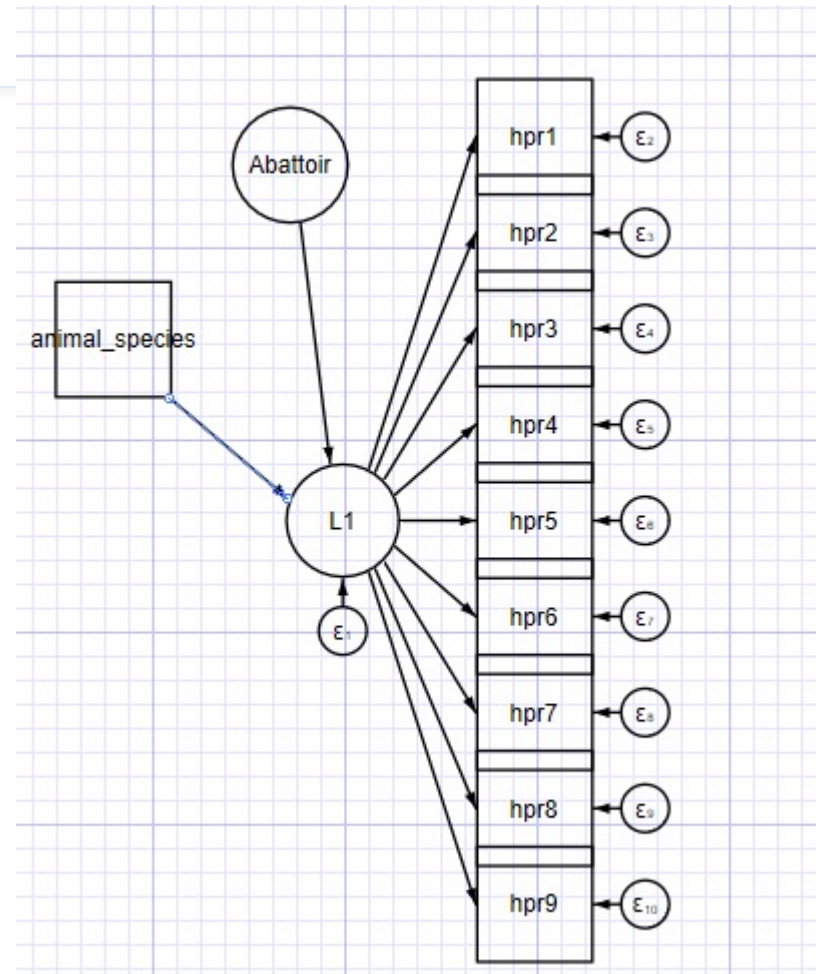 Abattoir
animal_species
L1
ε₁
hpr1
ε₂
hpr2
ε₃
hpr3
ε₄
hpr4
ε₅
hpr5
ε₆
hpr6
ε₇
hpr7
ε₈
hpr8
ε₉
hpr9
ε₁₀